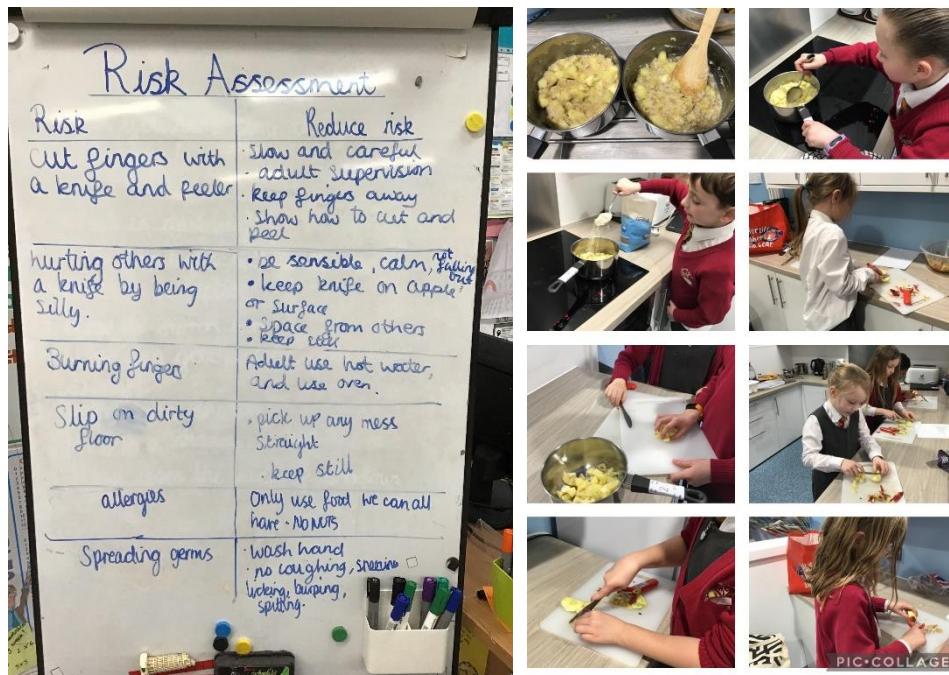 Risk Assessment
Risk
Reduce risk
Cut fingers with
a knife and peeler
· Slow and careful
· adult supervision
· keep fingers away
· Show how to cut and
peel
hurting others with
a knife by being
silly.
• be sensible, calm, not
• keep knife on apple
or surface
• Space from others
• keep still
Burning finger
Adult use hot water,
and use oven.
Slip on dirty
floor
· pick up any mess
straight
· keep still
allergies
Only use food we can all
have - No NUTS
Spreading germs
· wash hand
· no coughing, sneezing
licking, burping,
spitting.
PIC•COLLAGE